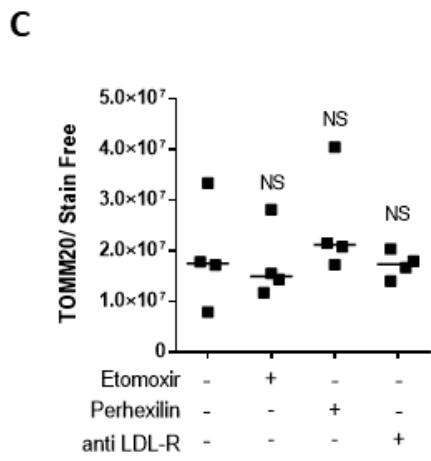 C
TOMM20/ Stain Free
5.0×10⁷
4.0×10⁷
3.0×10⁷
2.0×10⁷
1.0×10⁷
0
NS
NS
NS
Etomoxir - + - -
Perhexilin - - + -
anti LDL-R - - - +